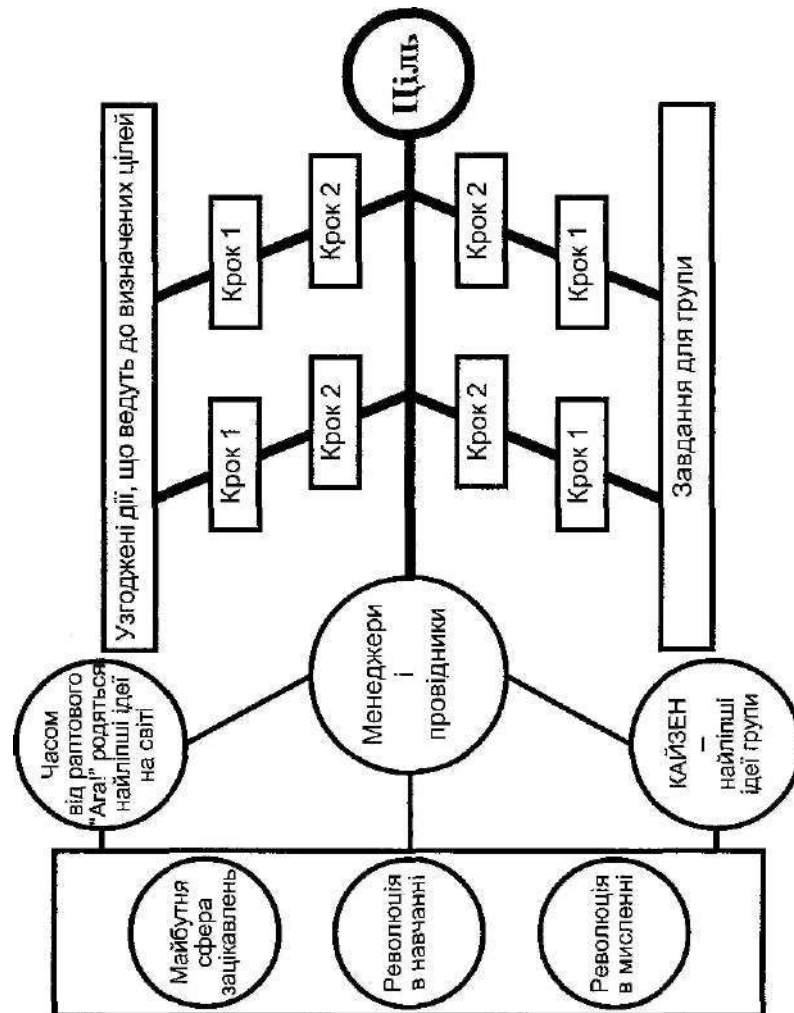 Ціль
Узгоджені дії, що ведуть до визначених цілей
Крок 1
Крок 2
Крок 2
Крок 1
Крок 1
Крок 2
Крок 2
Крок 1
Завдання для групи
Часом
від раптового
"Ага!" родяться
найліпші ідеї
на світі
Менеджери
і
провідники
КАЙЗЕН
–
найліпші
ідеї групи
Майбутня
сфера
зацікавлень
Революція
в навчанні
Революція
в мисленні